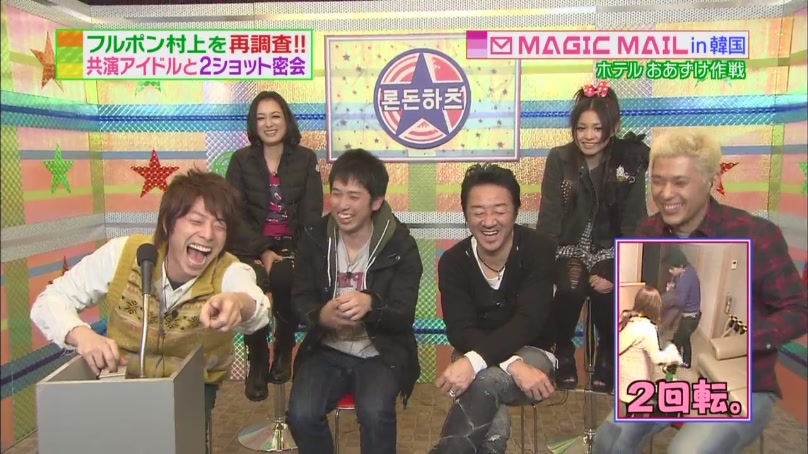 フルポン村上を再調査!!
共演アイドルと2ショット密会
MAGIC MAIL in 韓国
ホテル おあずけ作戦
론돈하츠
2回転。